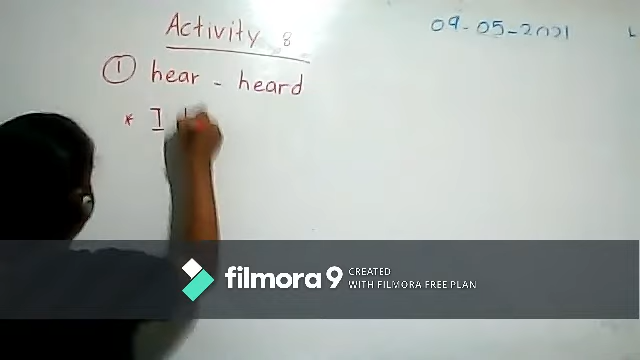 Activity 8
09-05-2021
① hear - heard
* I
filmora 9 CREATED
WITH FILMORA FREE PLAN